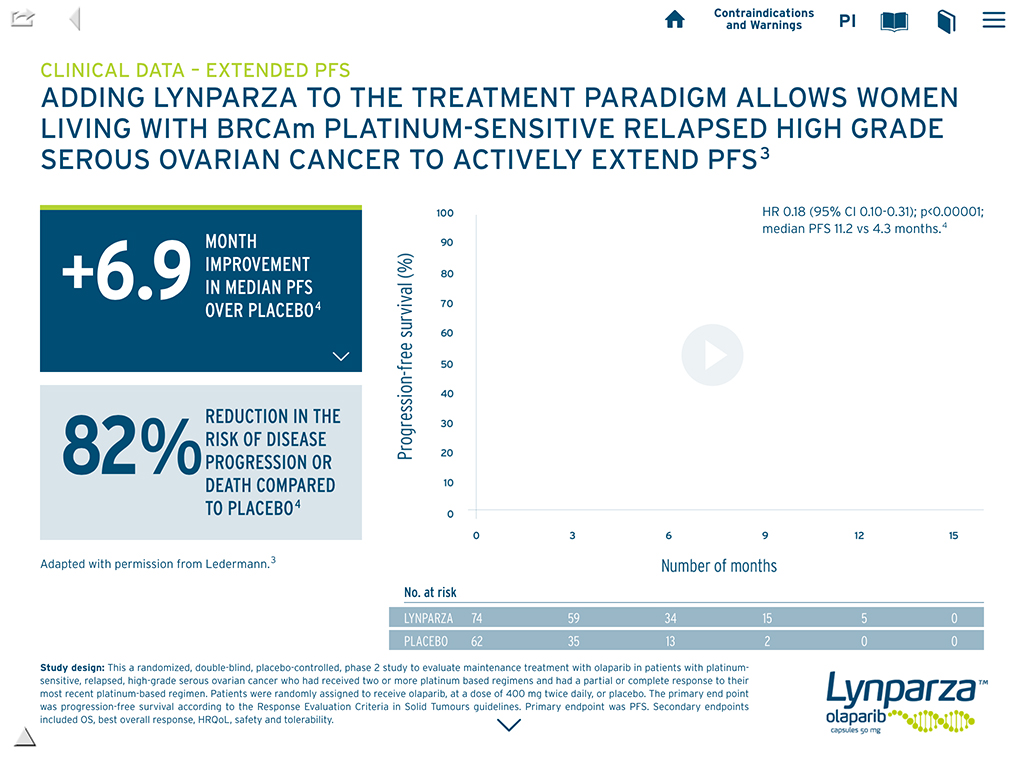 Contraindications
and Warnings
PI
CLINICAL DATA – EXTENDED PFS
ADDING LYNPARZA TO THE TREATMENT PARADIGM ALLOWS WOMEN
LIVING WITH BRCAm PLATINUM-SENSITIVE RELAPSED HIGH GRADE
SEROUS OVARIAN CANCER TO ACTIVELY EXTEND PFS³
+6.9
MONTH
IMPROVEMENT
IN MEDIAN PFS
OVER PLACEBO⁴
82%
REDUCTION IN THE
RISK OF DISEASE
PROGRESSION OR
DEATH COMPARED
TO PLACEBO⁴
Adapted with permission from Ledermann.³
HR 0.18 (95% CI 0.10-0.31); p<0.00001;
median PFS 11.2 vs 4.3 months.⁴
Progression-free survival (%)
100
90
80
70
60
50
40
30
20
10
0
0 3 6 9 12 15
Number of months
No. at risk
LYNPARZA 74 59 34 15 5 0
PLACEBO 62 35 13 2 0 0
Study design: This a randomized, double-blind, placebo-controlled, phase 2 study to evaluate maintenance treatment with olaparib in patients with platinum-
sensitive, relapsed, high-grade serous ovarian cancer who had received two or more platinum based regimens and had a partial or complete response to their
most recent platinum-based regimen. Patients were randomly assigned to receive olaparib, at a dose of 400 mg twice daily, or placebo. The primary end point
was progression-free survival according to the Response Evaluation Criteria in Solid Tumours guidelines. Primary endpoint was PFS. Secondary endpoints
included OS, best overall response, HRQoL, safety and tolerability.
Lynparza™
olaparib
capsules 50 mg